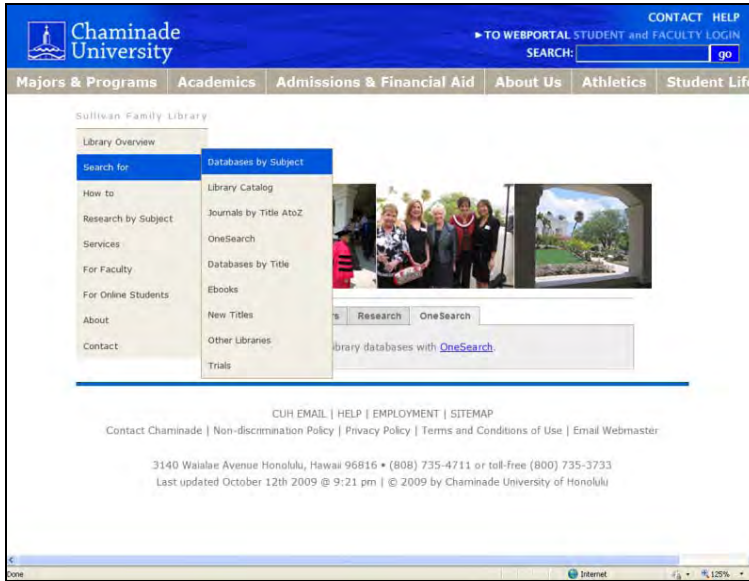 CONTACT HELP
Chaminade
University
►TO WEBPORTAL STUDENT and FACULTY LOGIN
SEARCH: go
Majors & Programs Academics Admissions & Financial Aid About Us Athletics Student Lif
Sullivan Family Library
Library Overview
Search for
How to
Research by Subject
Services
For Faculty
For Online Students
About
Contact
Databases by Subject
Library Catalog
Journals by Title AtoZ
OneSearch
Databases by Title
Ebooks
New Titles
Other Libraries
Trials
s Research OneSearch
ibrary databases with OneSearch.
CUH EMAIL | HELP | EMPLOYMENT | SITEMAP
Contact Chaminade | Non-discrimination Policy | Privacy Policy | Terms and Conditions of Use | Email Webmaster
3140 Waialae Avenue Honolulu, Hawaii 96816 • (808) 735-4711 or toll-free (800) 735-3733
Last updated October 12th 2009 @ 9:21 pm | © 2009 by Chaminade University of Honolulu
Done Internet 125%